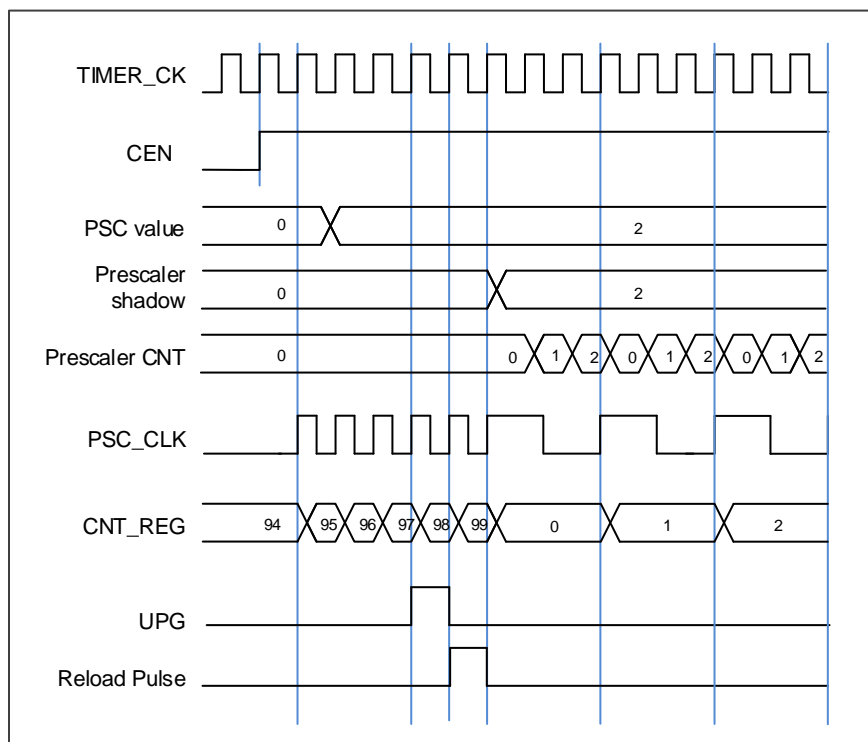 TIMER_CK
CEN
PSC value 0 2
Prescaler
shadow 0 2
Prescaler CNT 0 0 1 2 0 1 2 0 1 2
PSC_CLK
CNT_REG 94 95 96 97 98 99 0 1 2
UPG
Reload Pulse